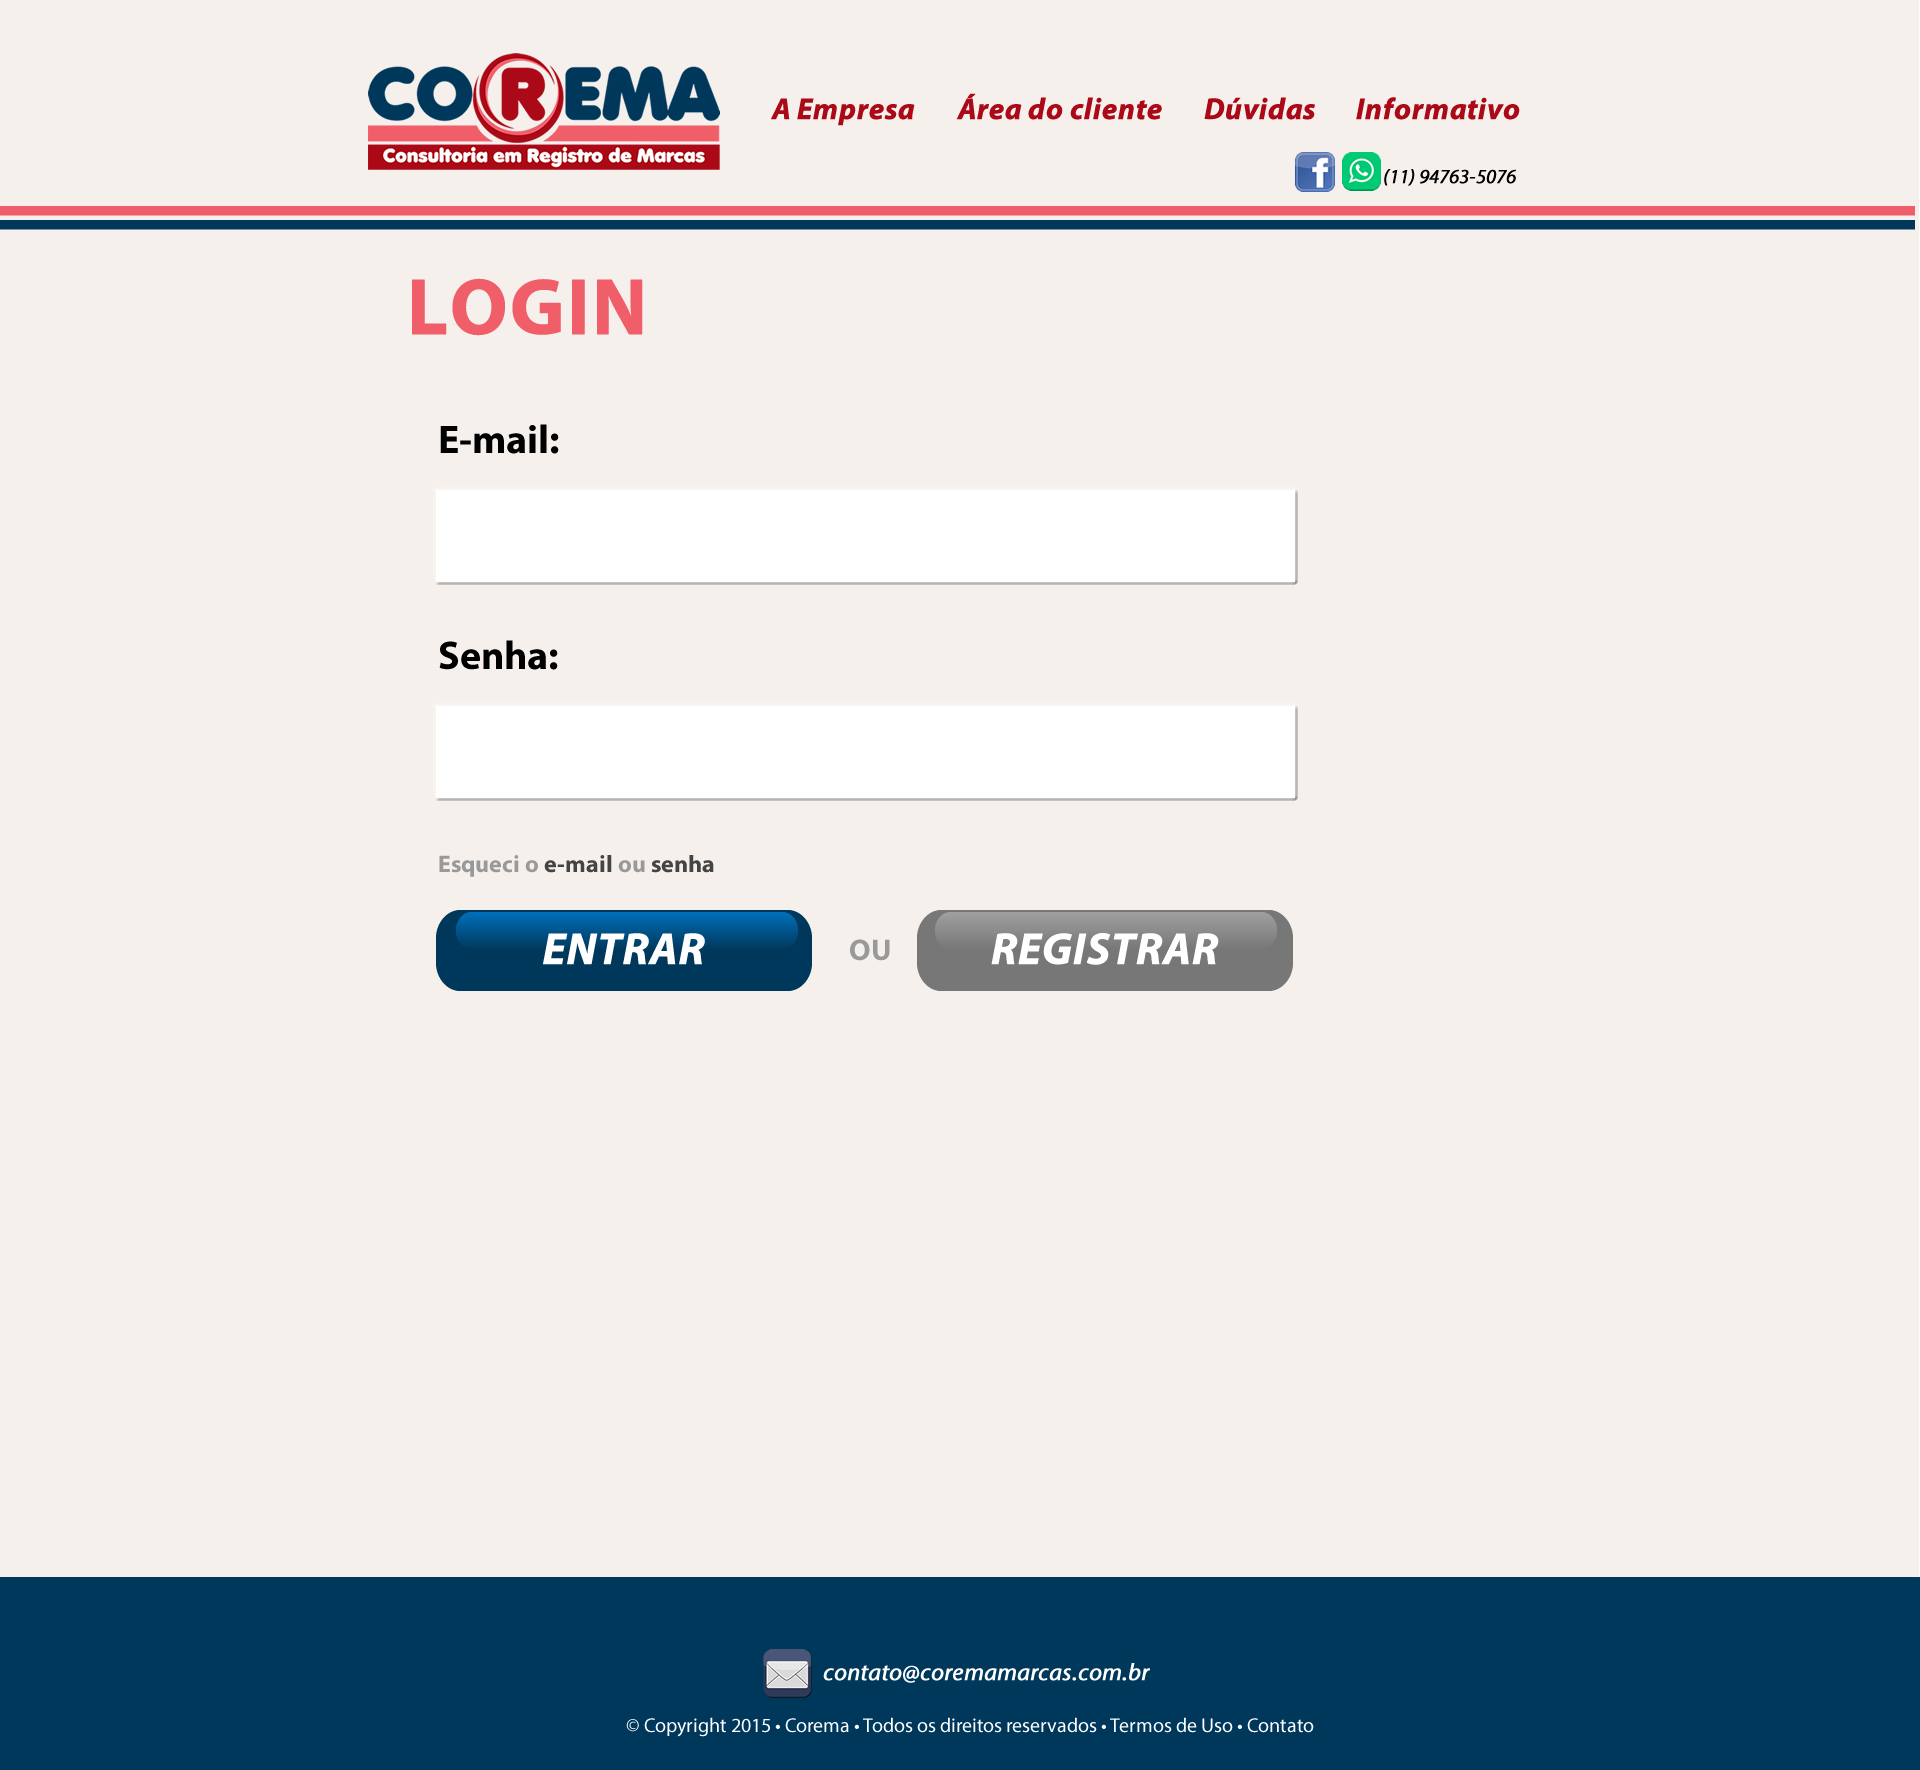 COREMA
Consultoria em Registro de Marcas
A Empresa Área do cliente Dúvidas Informativo
(11) 94763-5076
LOGIN
E-mail:
Senha:
Esqueci o e-mail ou senha
ENTRAR OU REGISTRAR
contato@coremamarcas.com.br
© Copyright 2015 • Corema • Todos os direitos reservados • Termos de Uso • Contato